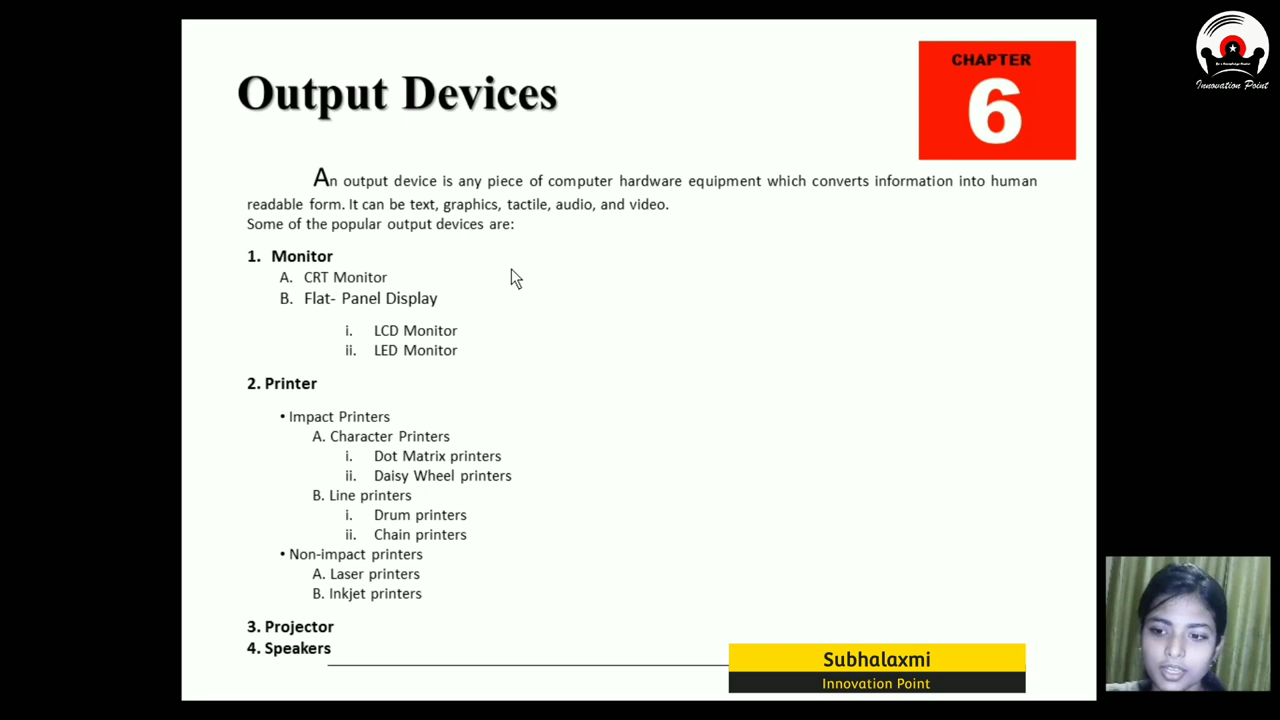 Output Devices
CHAPTER
6
Innovation Point
An output device is any piece of computer hardware equipment which converts information into human
readable form. It can be text, graphics, tactile, audio, and video.
Some of the popular output devices are:
1. Monitor
A. CRT Monitor
B. Flat- Panel Display
i. LCD Monitor
ii. LED Monitor
2. Printer
• Impact Printers
A. Character Printers
i. Dot Matrix printers
ii. Daisy Wheel printers
B. Line printers
i. Drum printers
ii. Chain printers
• Non-impact printers
A. Laser printers
B. Inkjet printers
3. Projector
4. Speakers
Subhalaxmi
Innovation Point